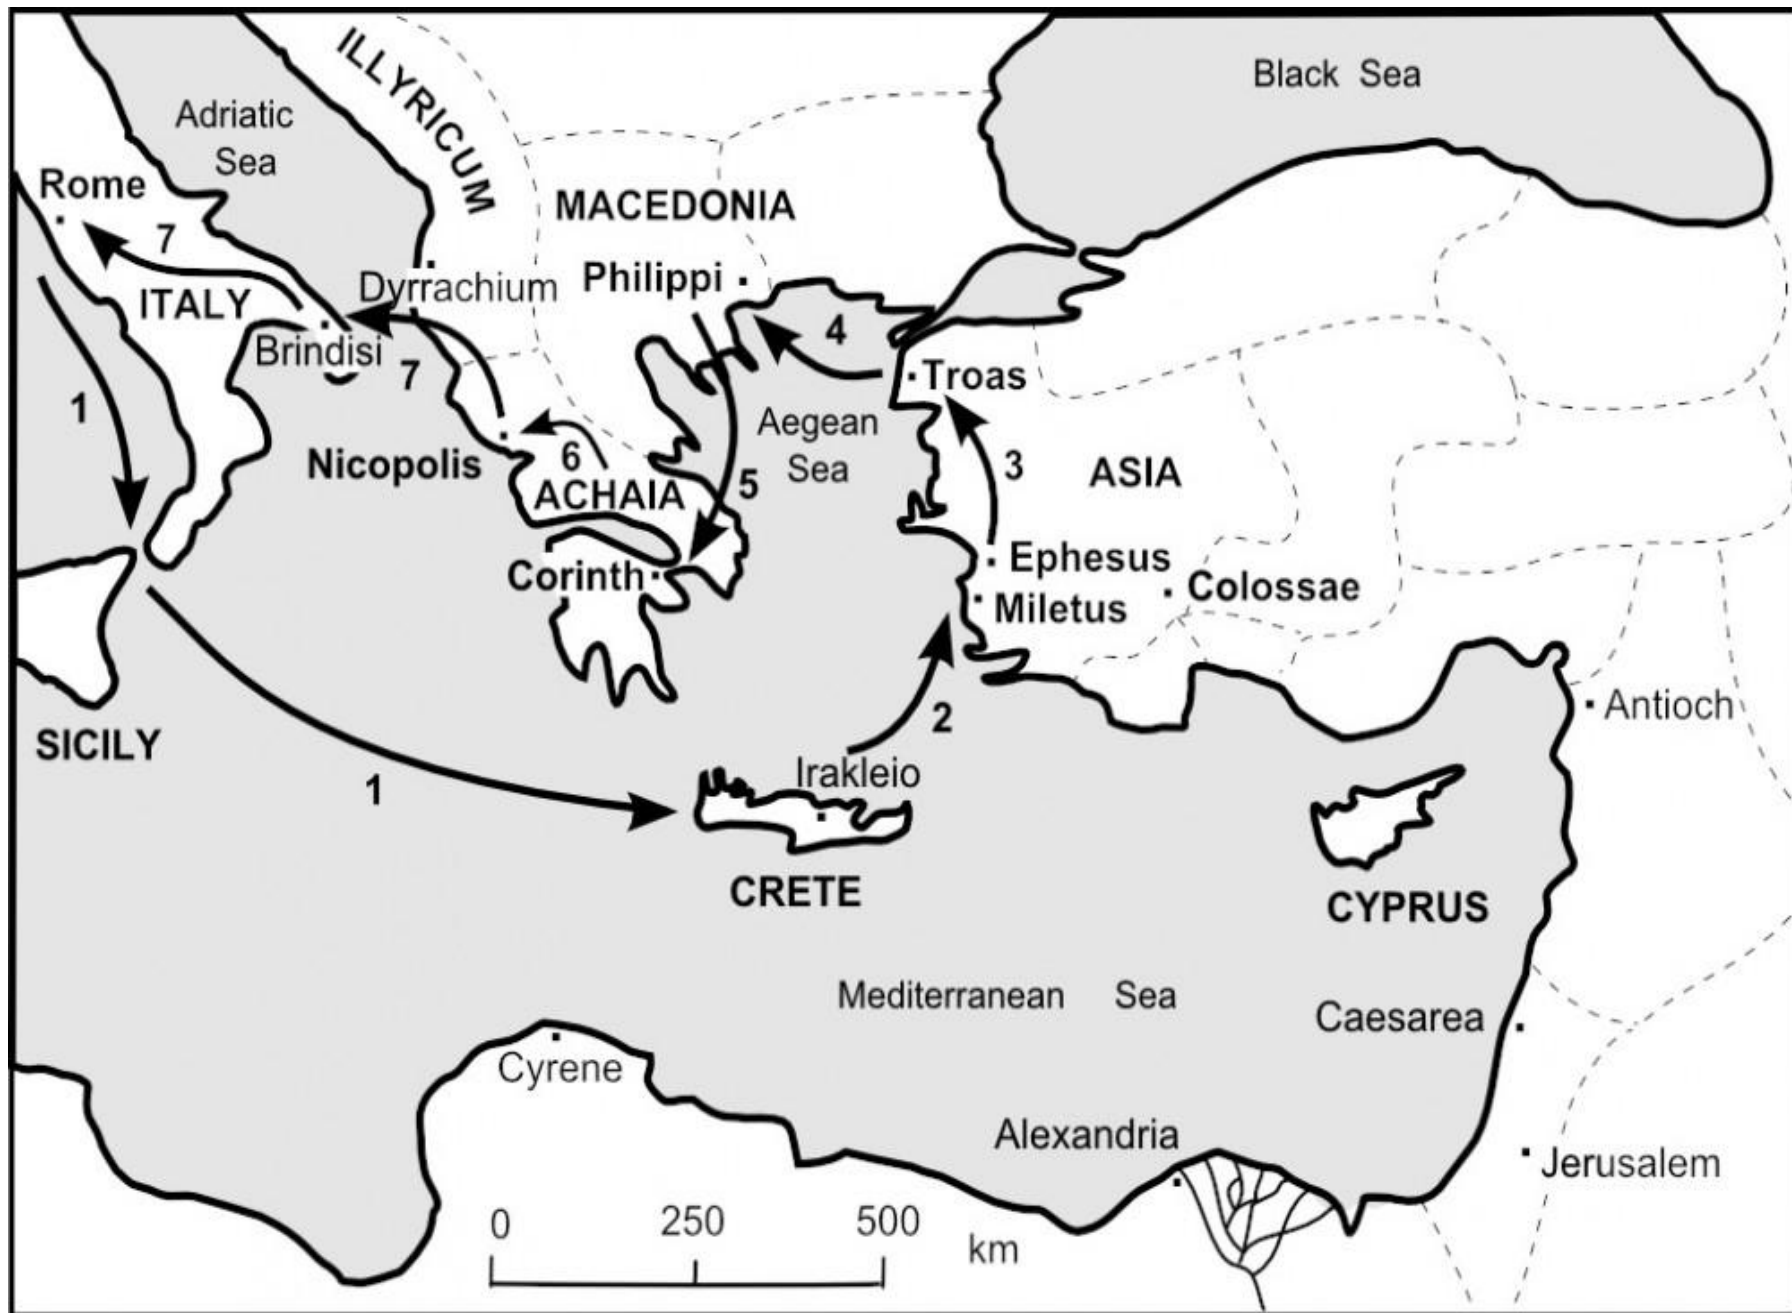 Black Sea
ILLYRICUM
Adriatic
Sea
Rome
7
MACEDONIA
Philippi
Dyrrachium
ITALY
Brindisi
7
4
Troas
1
Aegean
Sea
Nicopolis
6
ACHAIA
5
3
ASIA
Corinth
Ephesus
Colossae
Miletus
SICILY
2
Antioch
1
Irakleio
CRETE
CYPRUS
Mediterranean Sea
Caesarea
Cyrene
Alexandria
Jerusalem
0 250 500
km